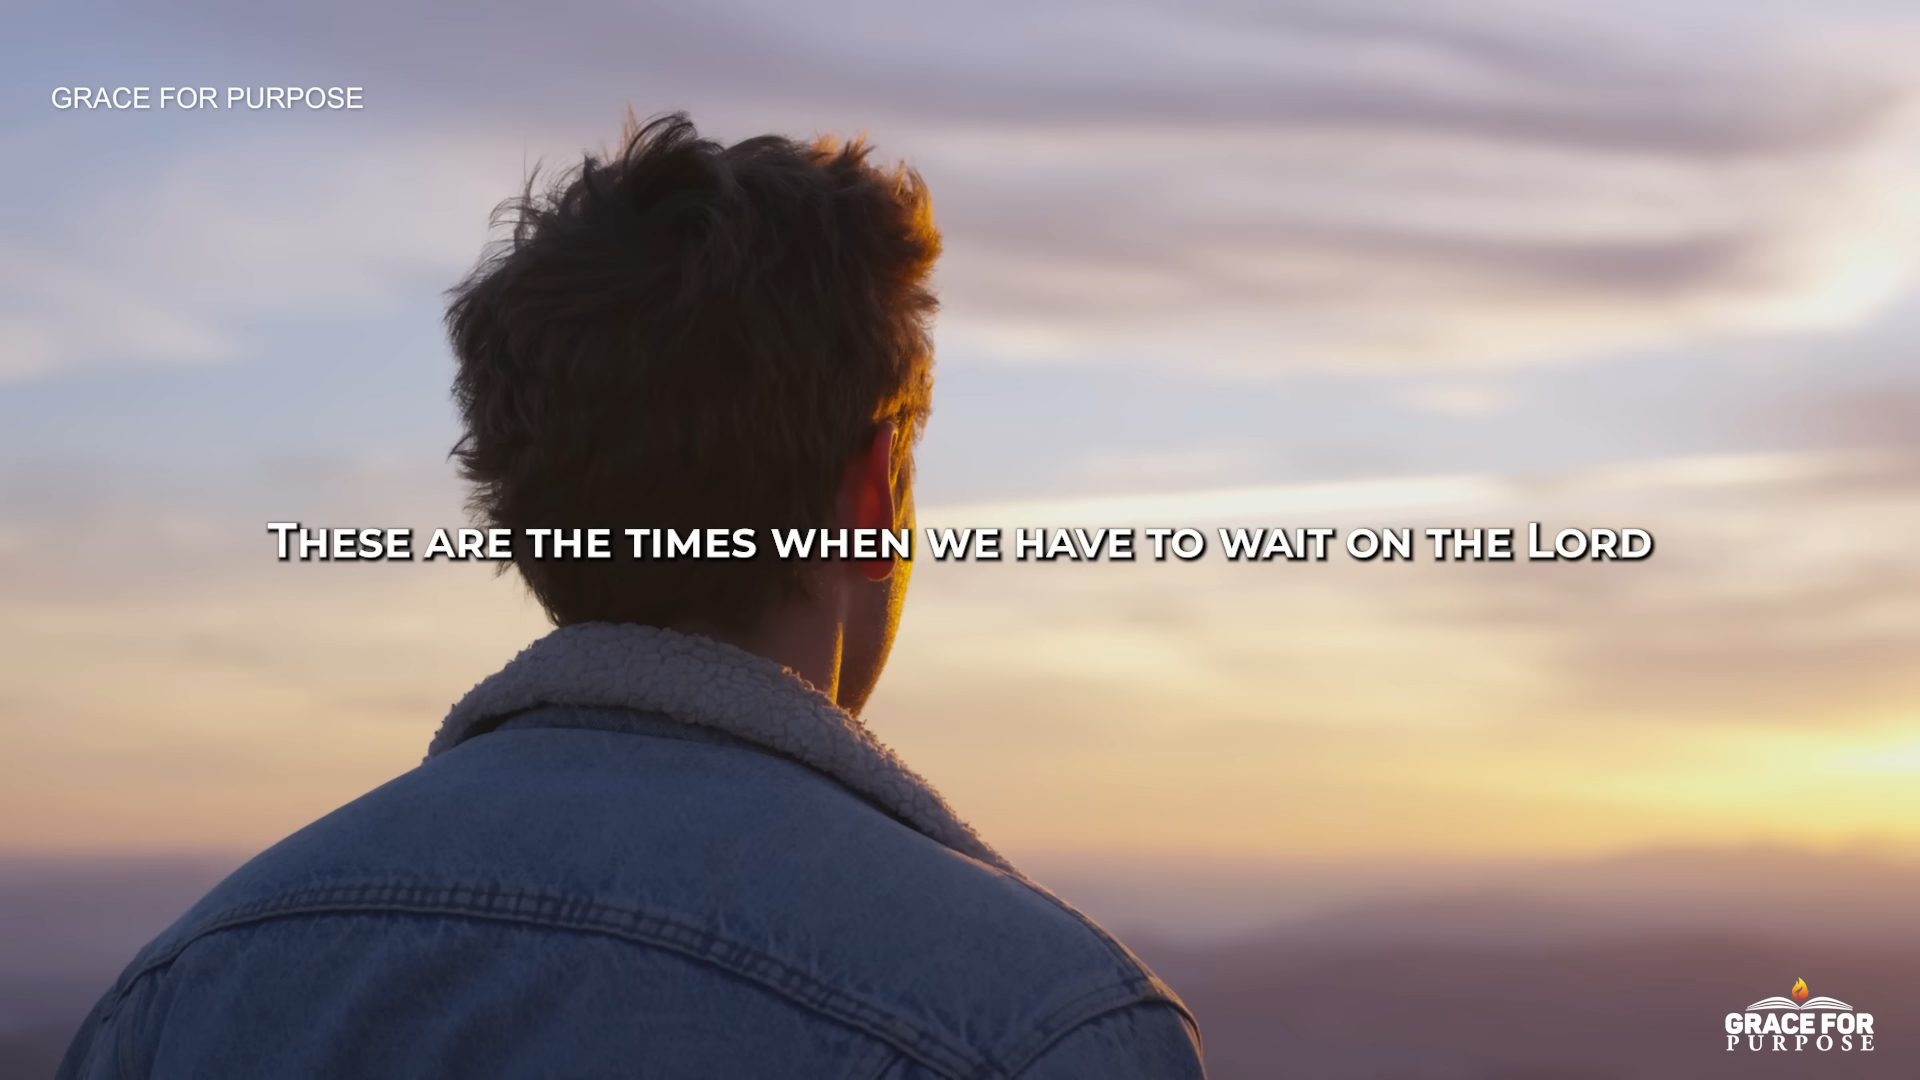 GRACE FOR PURPOSE
These are the times when we have to wait on the Lord
GRACE FOR
PURPOSE